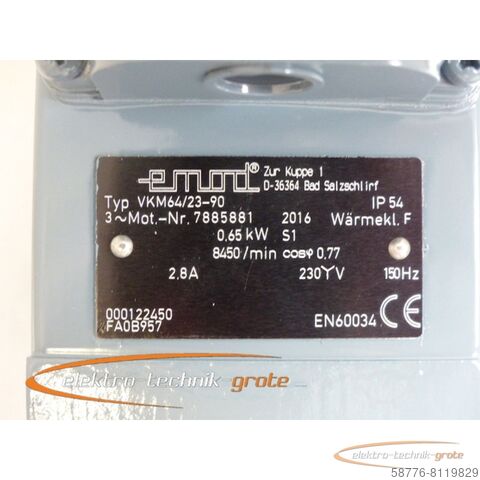 emod® Zur Kuppe 1
D-36364 Bad Salzschlirf
Typ VKM64/23-90 IP 54
3~Mot.-Nr. 7885881 2016 Wärmekl. F
0,65 kW S1
8450/min cosφ 0,77
2,8A 230 Y V 150Hz
000122450
FA0B957 EN60034 CE
elektro-technik grote
elektro-technik-grote
58776-8119829